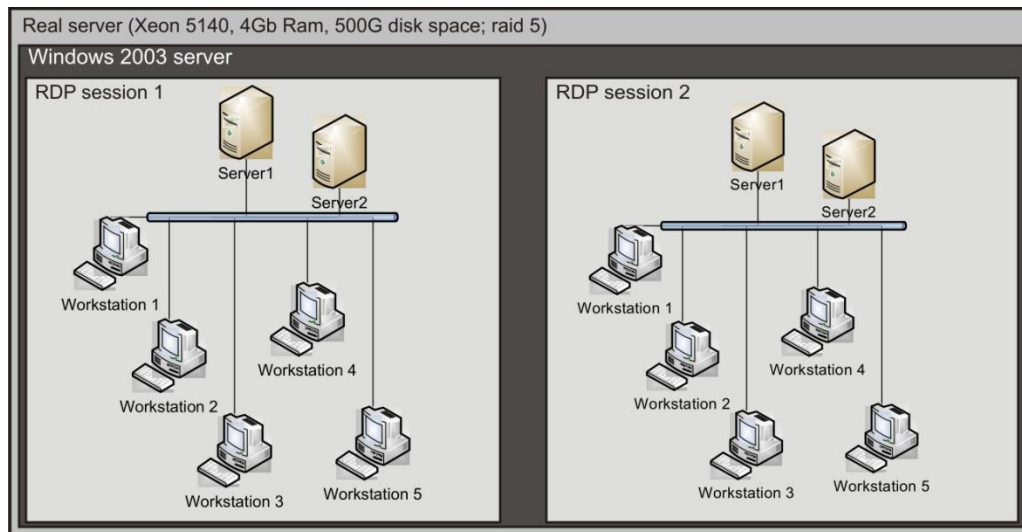 Real server (Xeon 5140, 4Gb Ram, 500G disk space; raid 5)
Windows 2003 server
RDP session 1
Server1
Server2
Workstation 1
Workstation 2
Workstation 3
Workstation 4
Workstation 5
RDP session 2
Server1
Server2
Workstation 1
Workstation 2
Workstation 3
Workstation 4
Workstation 5